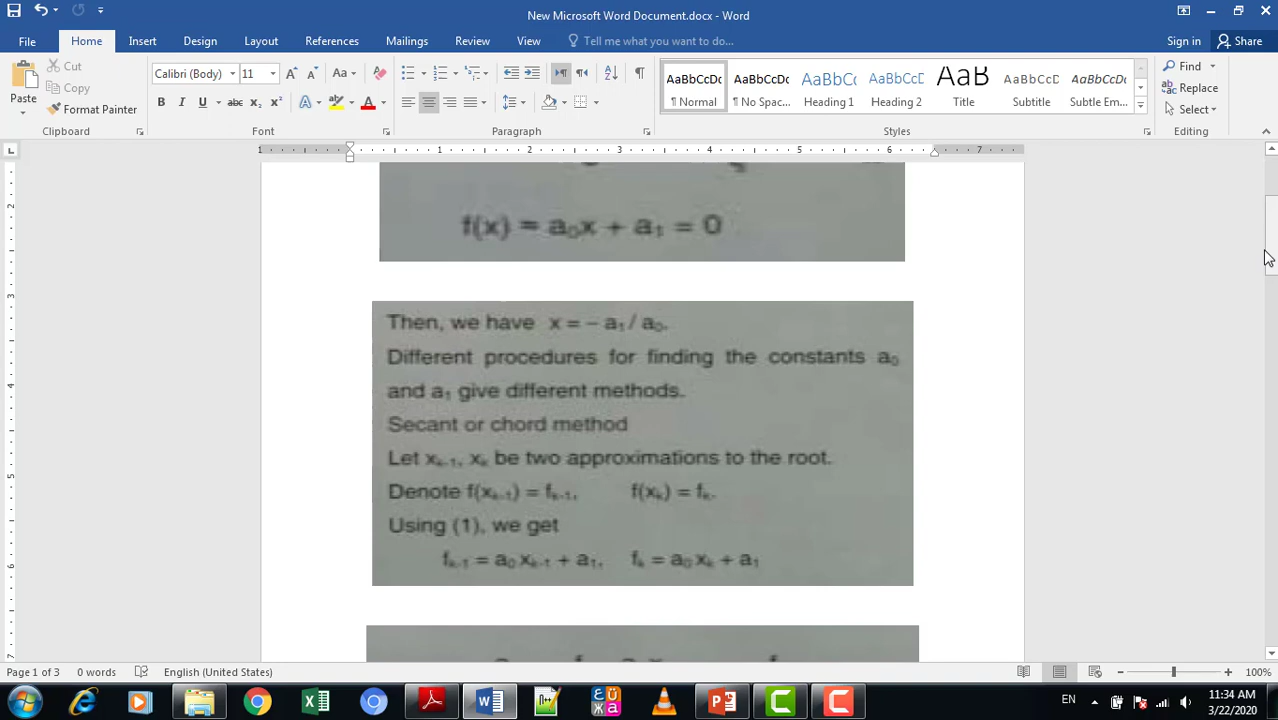 New Microsoft Word Document.docx - Word
File Home Insert Design Layout References Mailings Review View Tell me what you want to do... Sign in Share
Paste Cut Copy Format Painter
Calibri (Body) 11
AaBbCcDc AaBbCcDc AaBbCc AaBbCcD AaB AaBbCcD AaBbCcDc
¶ Normal ¶ No Spac... Heading 1 Heading 2 Title Subtitle Subtle Em...
Find Replace Select
Clipboard Font Paragraph Styles Editing
f(x) = a₀x + a₁ = 0
Then, we have x = – a₁ / a₀.
Different procedures for finding the constants a₀
and a₁ give different methods.
Secant or chord method
Let xₖ₋₁, xₖ be two approximations to the root.
Denote f(xₖ₋₁) = fₖ₋₁, f(xₖ) = fₖ.
Using (1), we get
fₖ₋₁ = a₀ xₖ₋₁ + a₁, fₖ = a₀ xₖ + a₁
Page 1 of 3 0 words English (United States) 100%
EN 11:34 AM
3/22/2020